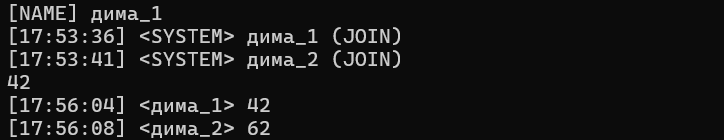 [NAME] дима_1
[17:53:36] <SYSTEM> дима_1 (JOIN)
[17:53:41] <SYSTEM> дима_2 (JOIN)
42
[17:56:04] <дима_1> 42
[17:56:08] <дима_2> 62